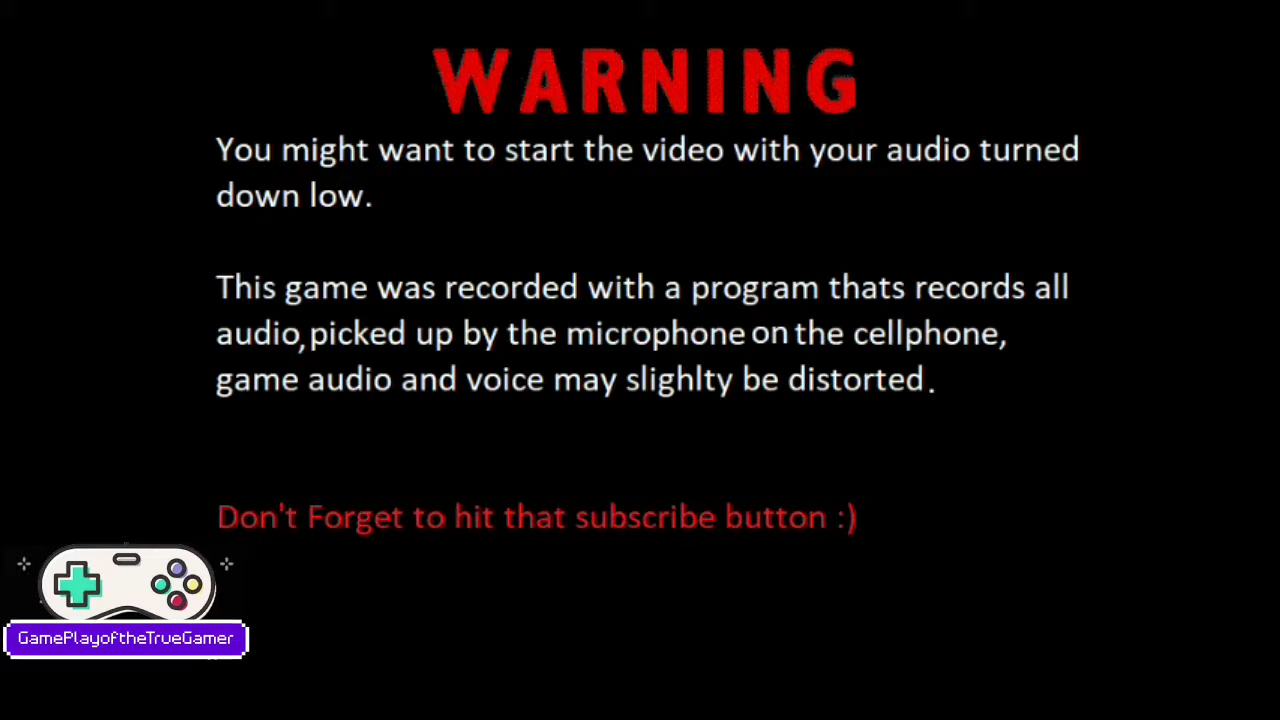 WARNING
You might want to start the video with your audio turned
down low.
This game was recorded with a program thats records all
audio,picked up by the microphone on the cellphone,
game audio and voice may slighlty be distorted.
Don't Forget to hit that subscribe button :)
GamePlayoftheTrueGamer